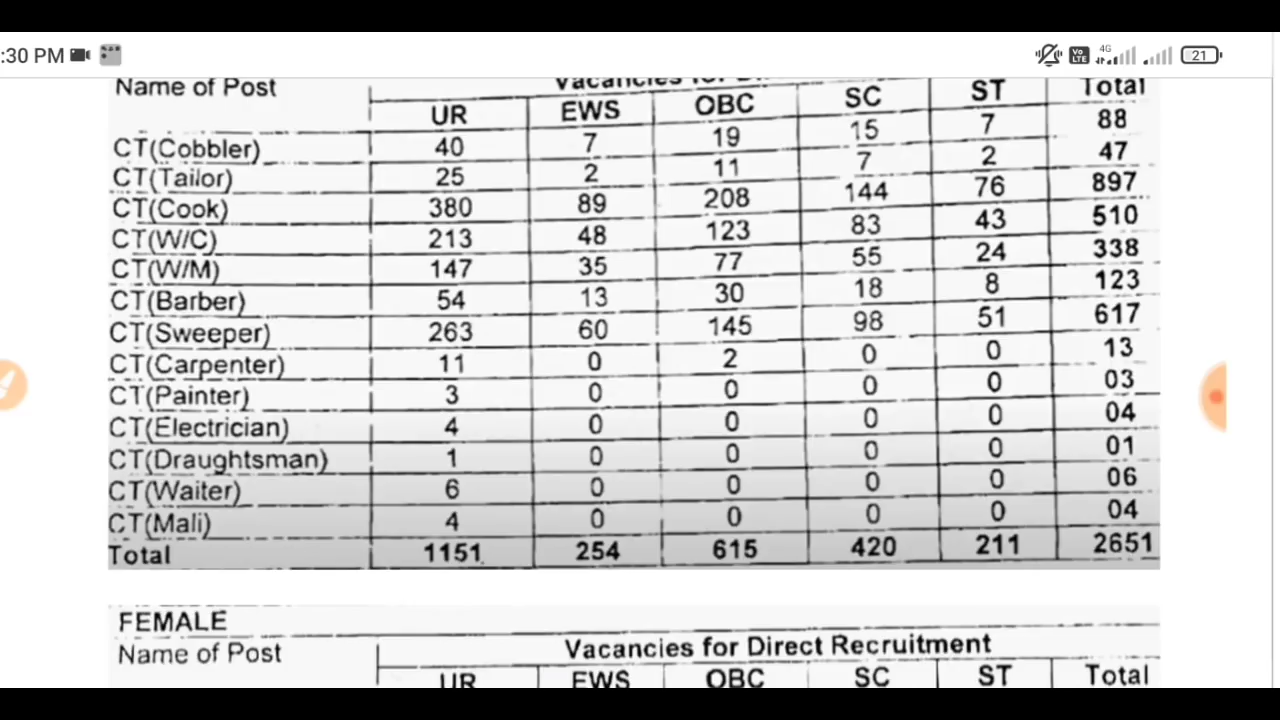 :30 PM
4G
Vo LTE
21
Name of Post Vacancies for
UR EWS OBC SC ST Total
CT(Cobbler) 40 7 19 15 7 88
CT(Tailor) 25 2 11 7 2 47
CT(Cook) 380 89 208 144 76 897
CT(W/C) 213 48 123 83 43 510
CT(W/M) 147 35 77 55 24 338
CT(Barber) 54 13 30 18 8 123
CT(Sweeper) 263 60 145 98 51 617
CT(Carpenter) 11 0 2 0 0 13
CT(Painter) 3 0 0 0 0 03
CT(Electrician) 4 0 0 0 0 04
CT(Draughtsman) 1 0 0 0 0 01
CT(Waiter) 6 0 0 0 0 06
CT(Mali) 4 0 0 0 0 04
Total 1151 254 615 420 211 2651
FEMALE
Name of Post Vacancies for Direct Recruitment
UR EWS OBC SC ST Total